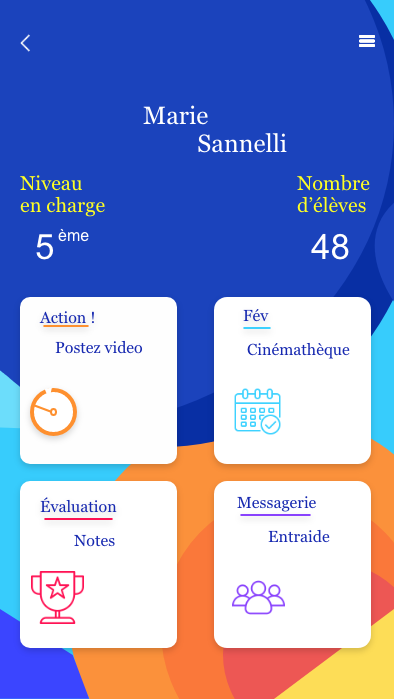 Marie
Sannelli
Niveau
en charge
5 ème
Nombre
d’élèves
48
Action !
Postez video
Fév
Cinémathèque
Évaluation
Notes
Messagerie
Entraide